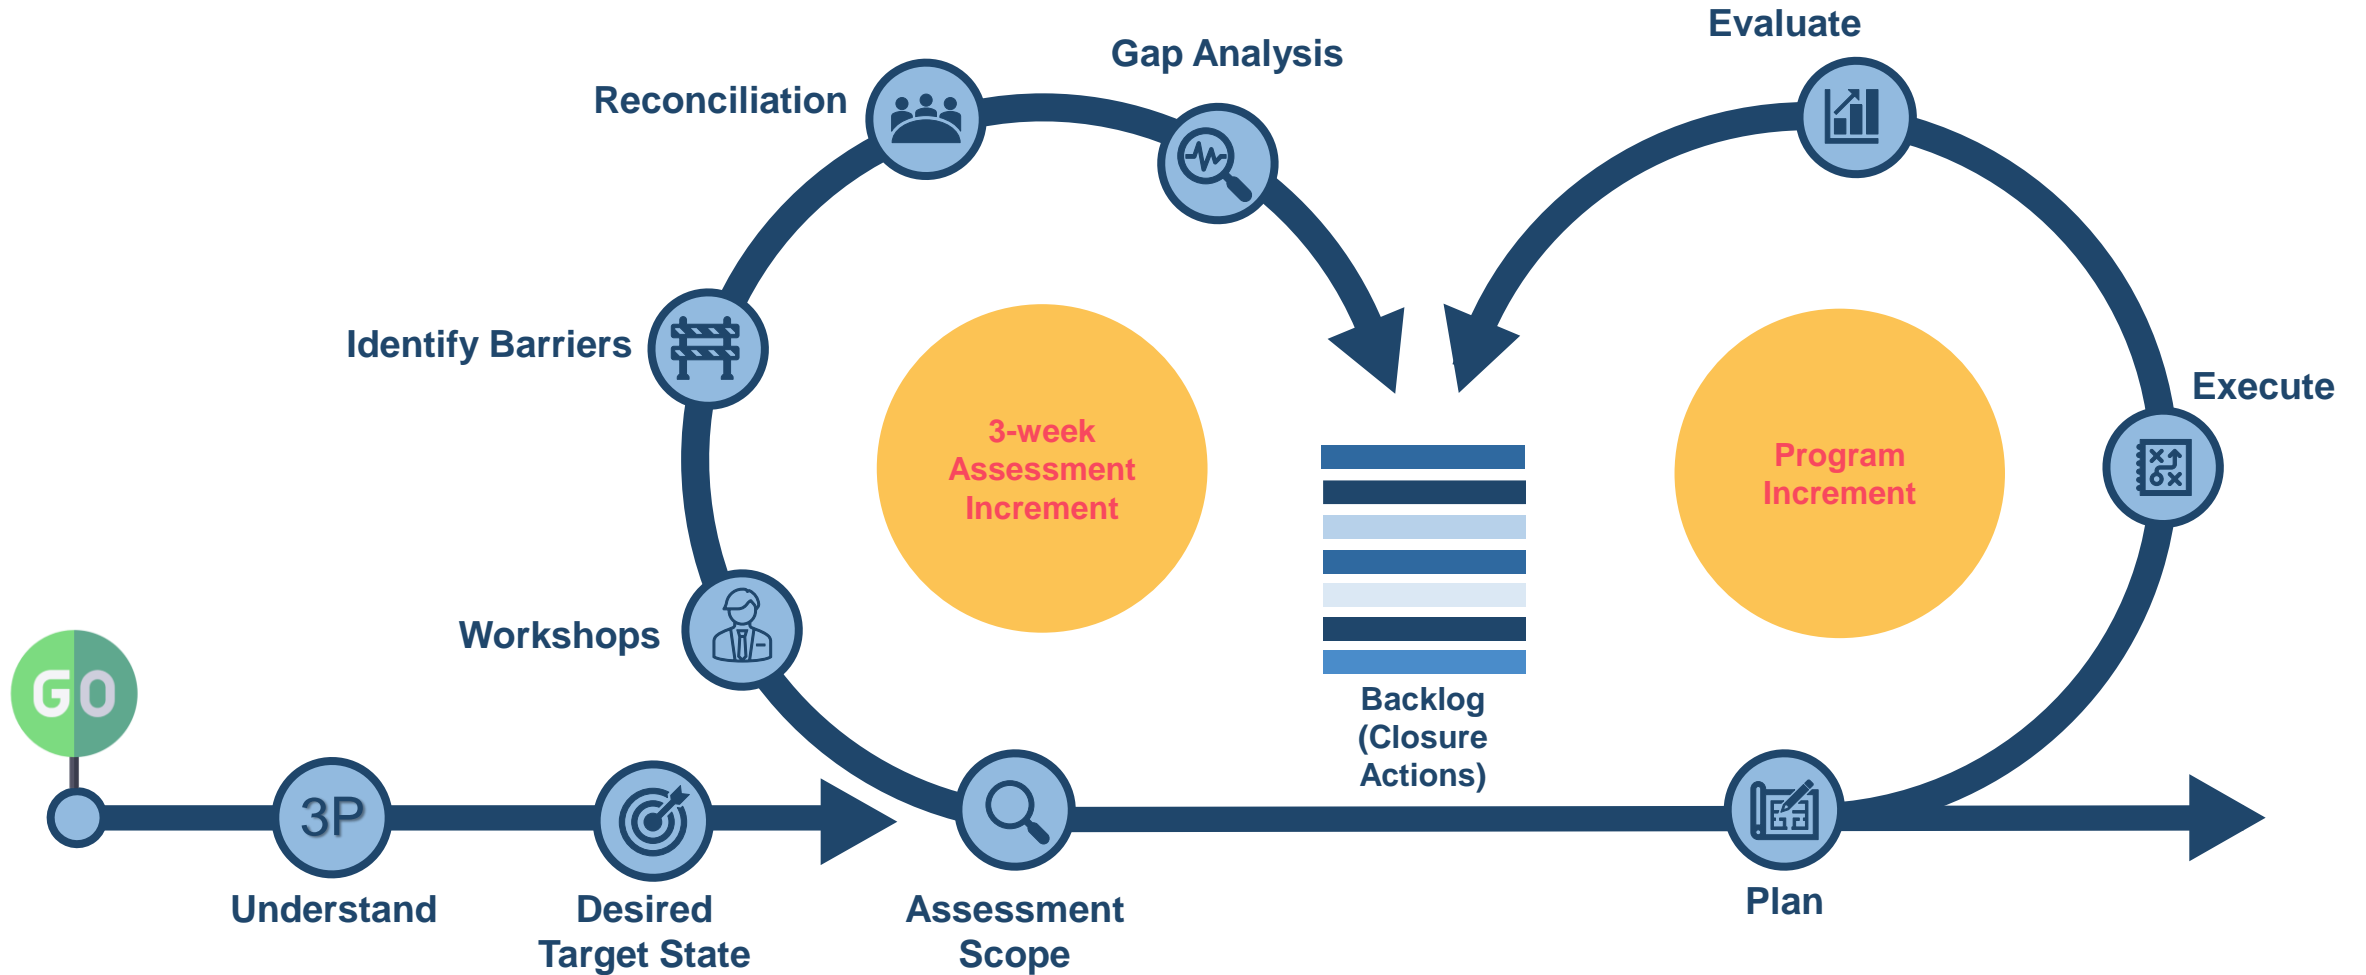 Evaluate
Gap Analysis
Reconciliation
Identify Barriers
Execute
3-week
Assessment
Increment
Program
Increment
Workshops
GO
Backlog
(Closure
Actions)
3P
Understand
Desired
Target State
Assessment
Scope
Plan